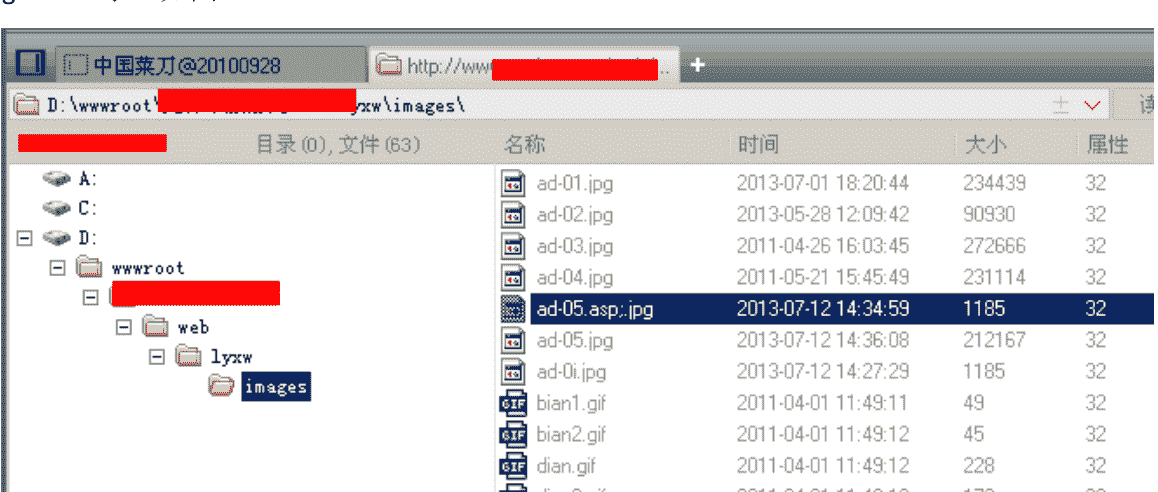 中国菜刀@20100928
http://www
..
D:\wwwroot\
yxw\images\
目录(0),文件(63)
名称 时间 大小 属性
A:
C:
D:
wwwroot
web
lyxw
images
ad-01.jpg 2013-07-01 18:20:44 234439 32
ad-02.jpg 2013-05-28 12:09:42 90930 32
ad-03.jpg 2011-04-26 16:03:45 272666 32
ad-04.jpg 2011-05-21 15:45:49 231114 32
ad-05.asp;.jpg 2013-07-12 14:34:59 1185 32
ad-05.jpg 2013-07-12 14:36:08 212167 32
ad-0i.jpg 2013-07-12 14:27:29 1185 32
GIF bian1.gif 2011-04-01 11:49:11 49 32
GIF bian2.gif 2011-04-01 11:49:12 45 32
GIF dian.gif 2011-04-01 11:49:12 228 32